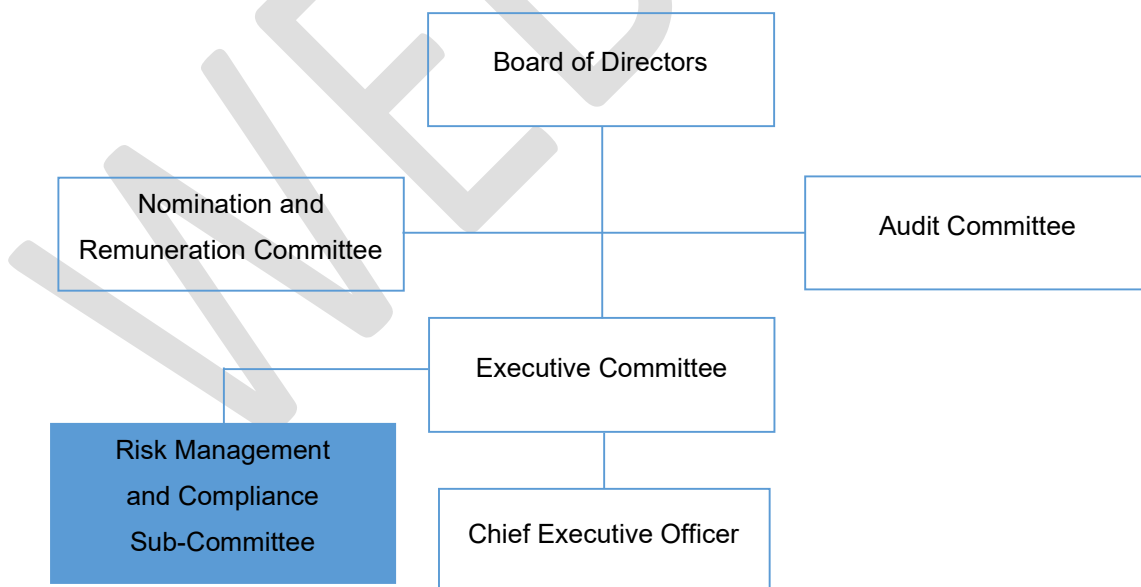 Board of Directors
Nomination and
Remuneration Committee
Audit Committee
Executive Committee
Risk Management
and Compliance
Sub-Committee
Chief Executive Officer